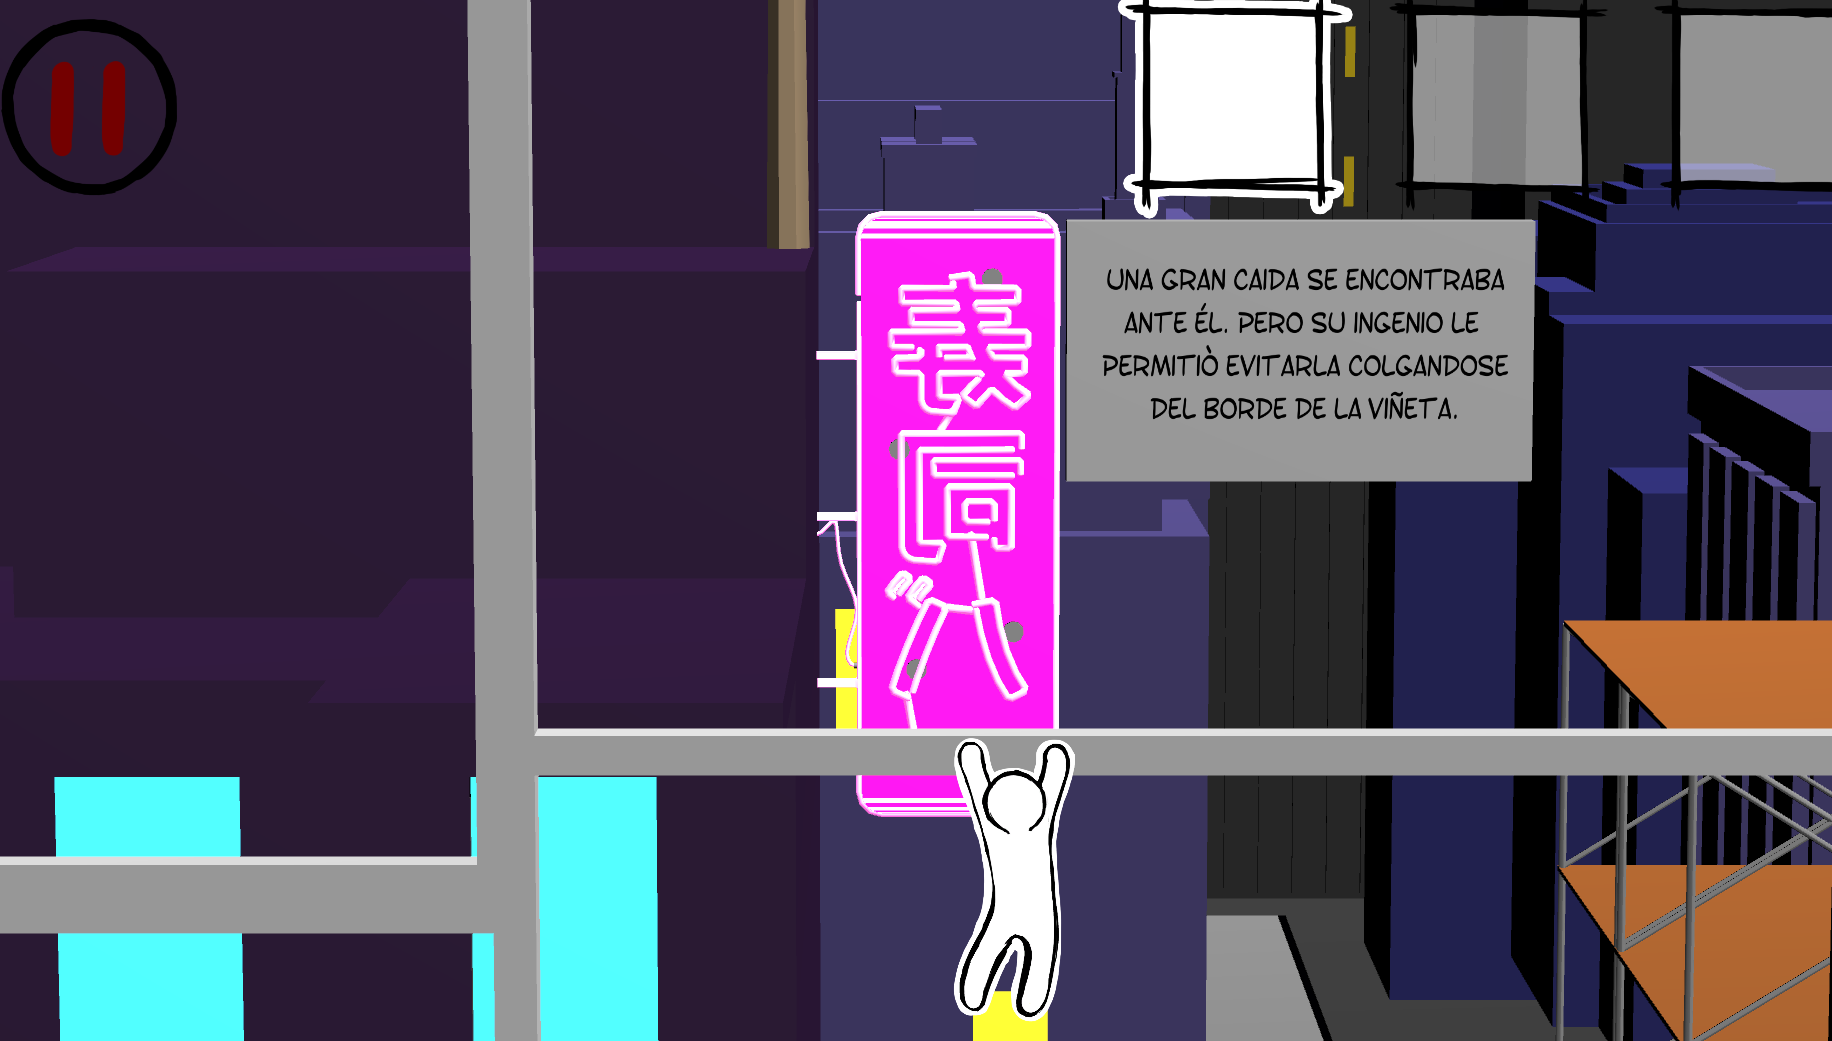 UNA GRAN CAIDA SE ENCONTRABA
ANTE ÉL. PERO SU INGENIO LE
PERMITIÒ EVITARLA COLGANDOSE
DEL BORDE DE LA VIÑETA.